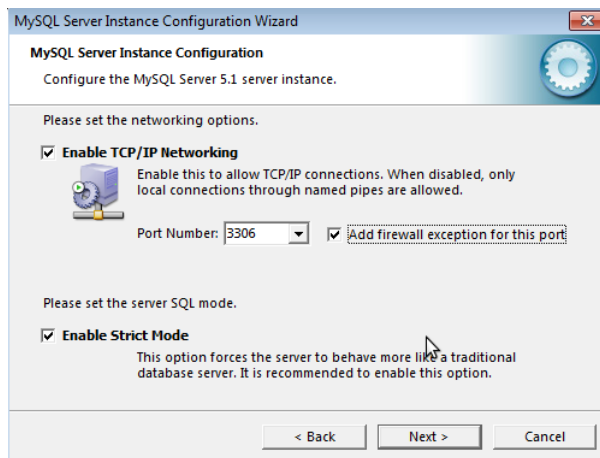 MySQL Server Instance Configuration Wizard
MySQL Server Instance Configuration
Configure the MySQL Server 5.1 server instance.
Please set the networking options.
Enable TCP/IP Networking
Enable this to allow TCP/IP connections. When disabled, only
local connections through named pipes are allowed.
Port Number: 3306 Add firewall exception for this port
Please set the server SQL mode.
Enable Strict Mode
This option forces the server to behave more like a traditional
database server. It is recommended to enable this option.
< Back Next > Cancel